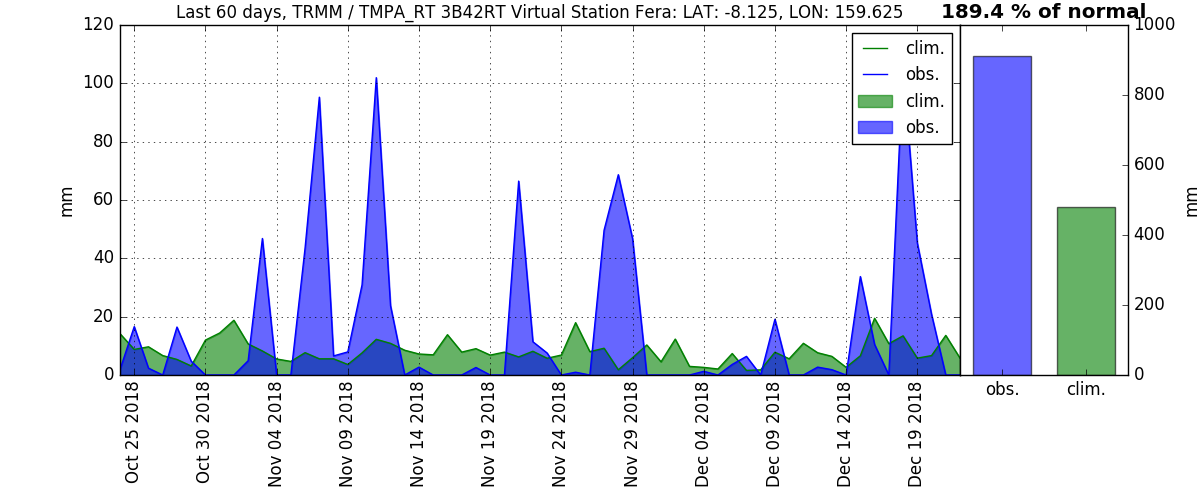 Last 60 days, TRMM / TMPA_RT 3B42RT Virtual Station Fera: LAT: -8.125, LON: 159.625
189.4 % of normal
120
100
80
60
40
20
0
mm
clim.
obs.
clim.
obs.
1000
800
600
400
200
0
mm
Oct 25 2018
Oct 30 2018
Nov 04 2018
Nov 09 2018
Nov 14 2018
Nov 19 2018
Nov 24 2018
Nov 29 2018
Dec 04 2018
Dec 09 2018
Dec 14 2018
Dec 19 2018
obs.
clim.